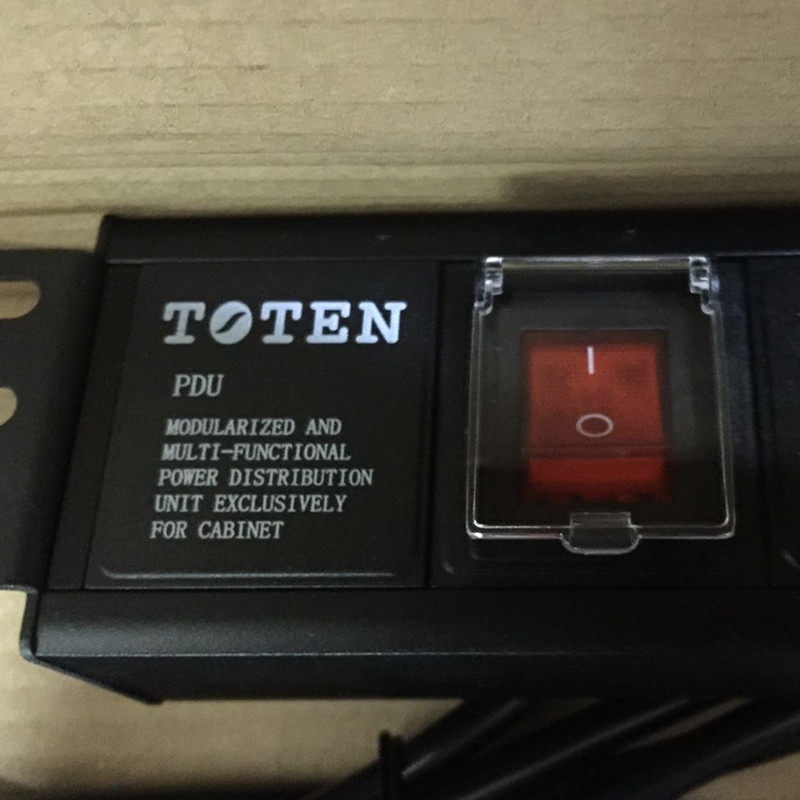 TOTEN
PDU
MODULARIZED AND
MULTI-FUNCTIONAL
POWER DISTRIBUTION
UNIT EXCLUSIVELY
FOR CABINET
I
O